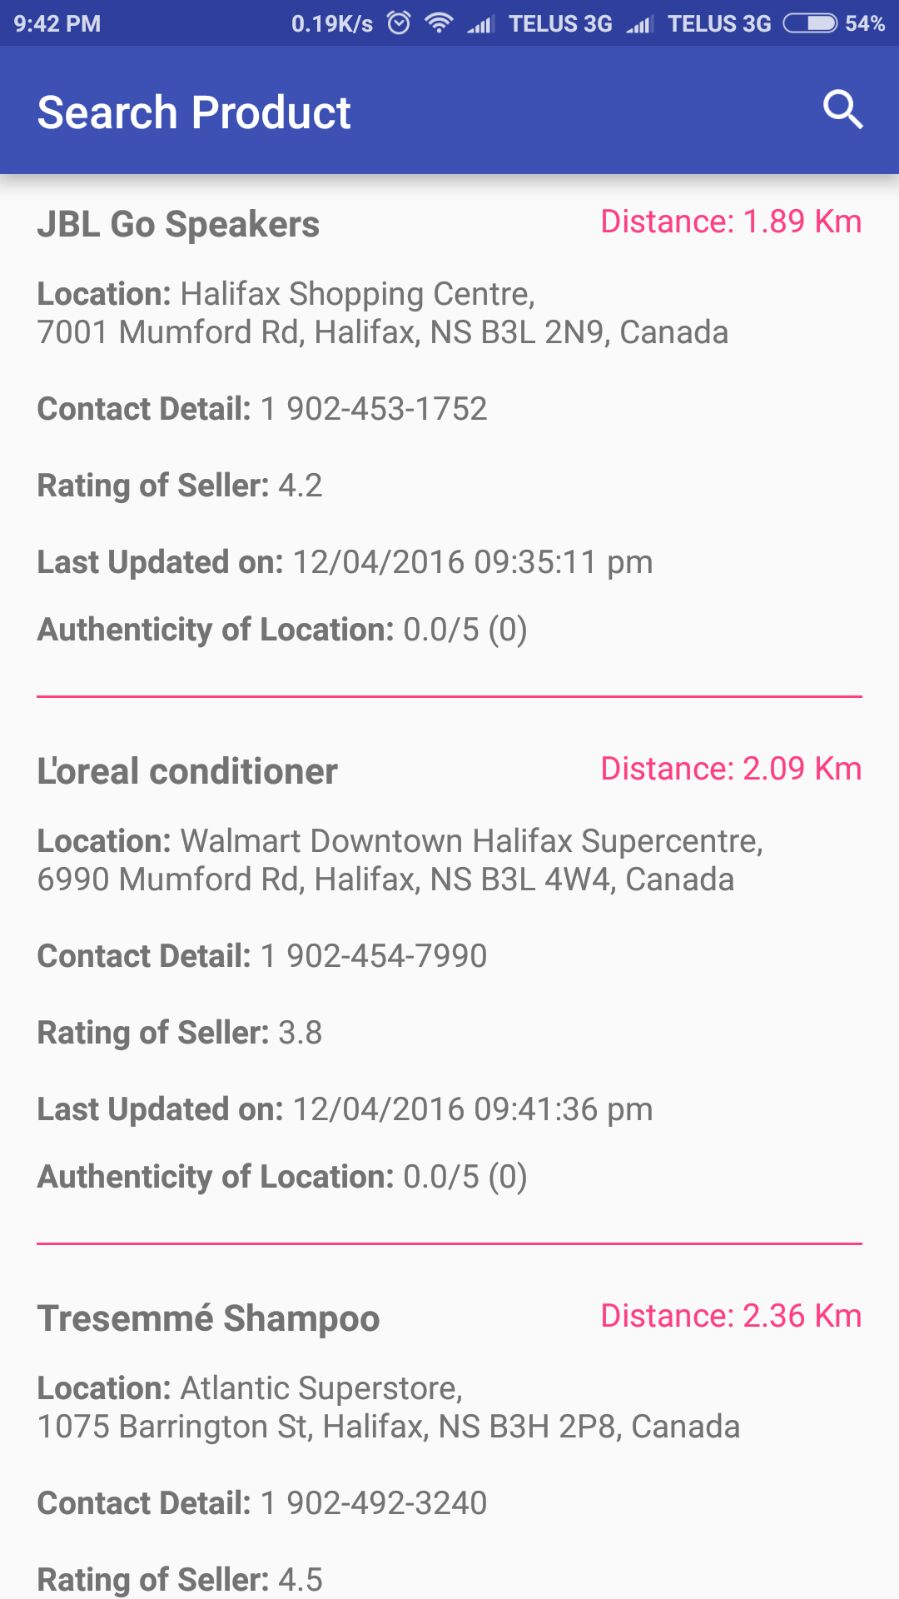 9:42 PM 0.19K/s TELUS 3G TELUS 3G 54%
Search Product
JBL Go Speakers Distance: 1.89 Km
Location: Halifax Shopping Centre,
7001 Mumford Rd, Halifax, NS B3L 2N9, Canada
Contact Detail: 1 902-453-1752
Rating of Seller: 4.2
Last Updated on: 12/04/2016 09:35:11 pm
Authenticity of Location: 0.0/5 (0)
L'oreal conditioner Distance: 2.09 Km
Location: Walmart Downtown Halifax Supercentre,
6990 Mumford Rd, Halifax, NS B3L 4W4, Canada
Contact Detail: 1 902-454-7990
Rating of Seller: 3.8
Last Updated on: 12/04/2016 09:41:36 pm
Authenticity of Location: 0.0/5 (0)
Tresemmé Shampoo Distance: 2.36 Km
Location: Atlantic Superstore,
1075 Barrington St, Halifax, NS B3H 2P8, Canada
Contact Detail: 1 902-492-3240
Rating of Seller: 4.5